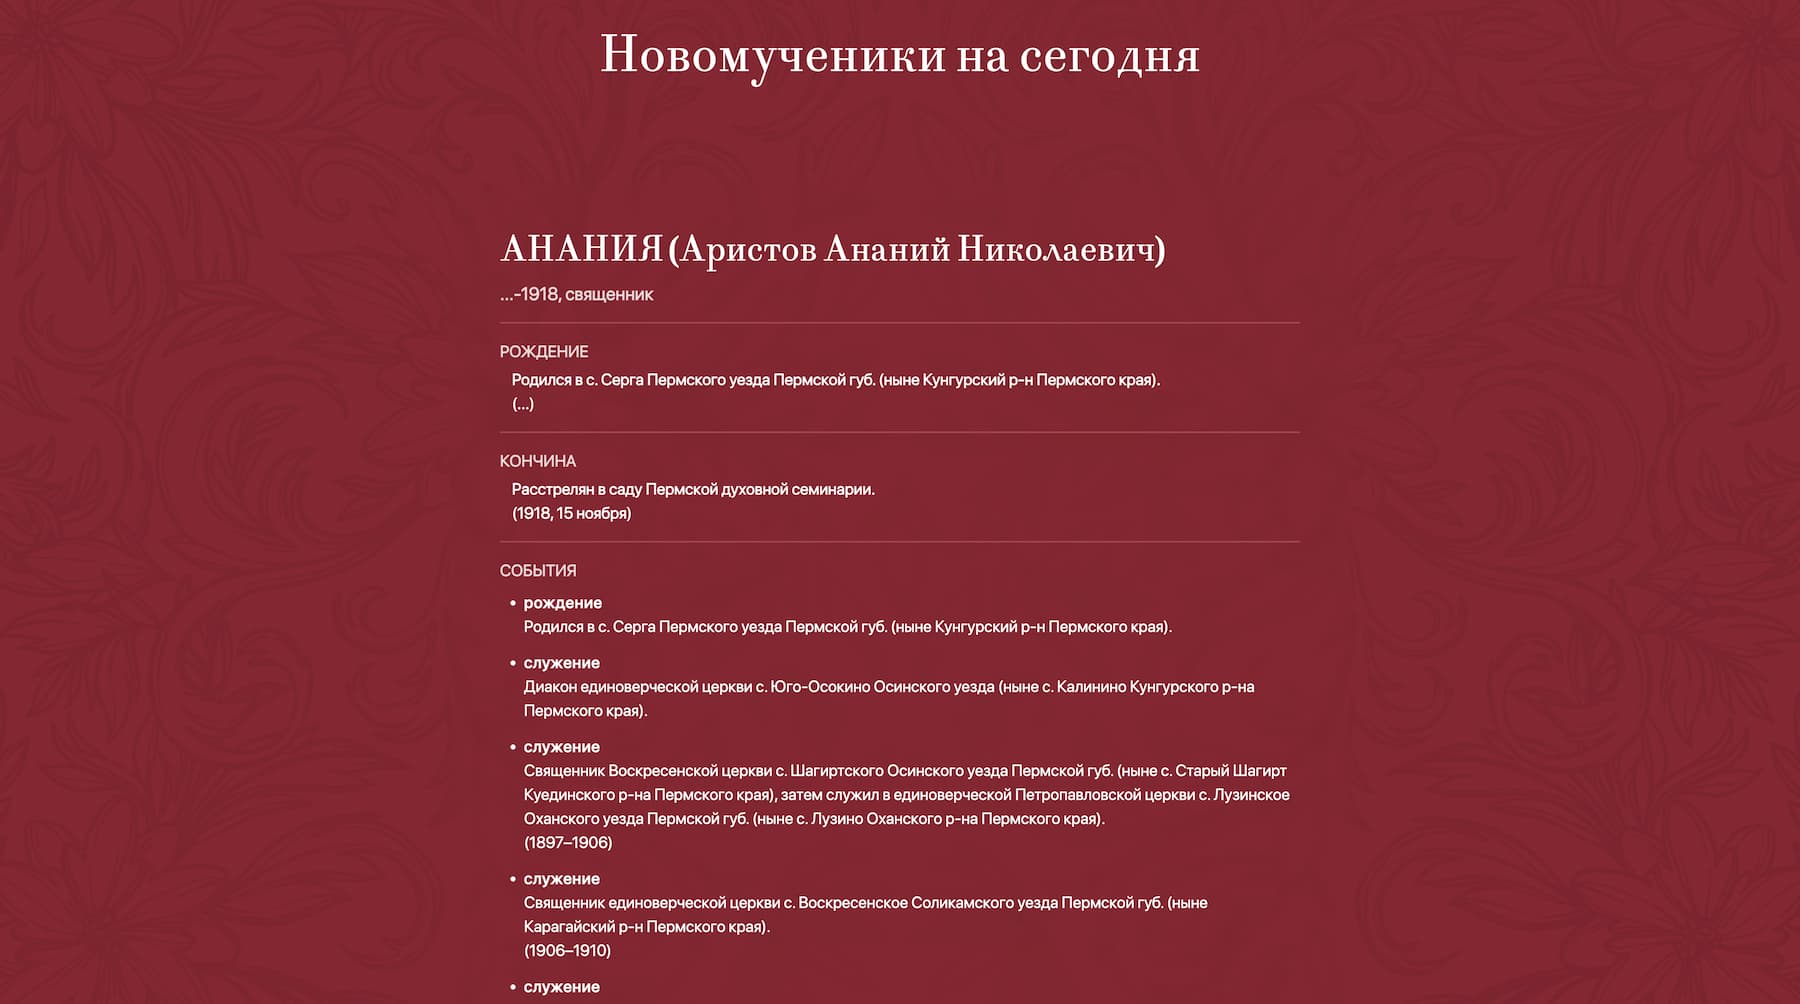 Новомученики на сегодня
АНАНИЯ (Аристов Ананий Николаевич)
...-1918, священник
РОЖДЕНИЕ
Родился в с. Серга Пермского уезда Пермской губ. (ныне Кунгурский р-н Пермского края).
(...)
КОНЧИНА
Расстрелян в саду Пермской духовной семинарии.
(1918, 15 ноября)
СОБЫТИЯ
• рождение
Родился в с. Серга Пермского уезда Пермской губ. (ныне Кунгурский р-н Пермского края).
• служение
Диакон единоверческой церкви с. Юго-Осокино Осинского уезда (ныне с. Калинино Кунгурского р-на
Пермского края).
• служение
Священник Воскресенской церкви с. Шагиртского Осинского уезда Пермской губ. (ныне с. Старый Шагирт
Куединского р-на Пермского края), затем служил в единоверческой Петропавловской церкви с. Лузинское
Оханского уезда Пермской губ. (ныне с. Лузино Оханского р-на Пермского края).
(1897–1906)
• служение
Священник единоверческой церкви с. Воскресенское Соликамского уезда Пермской губ. (ныне
Карагайский р-н Пермского края).
(1906–1910)
• служение